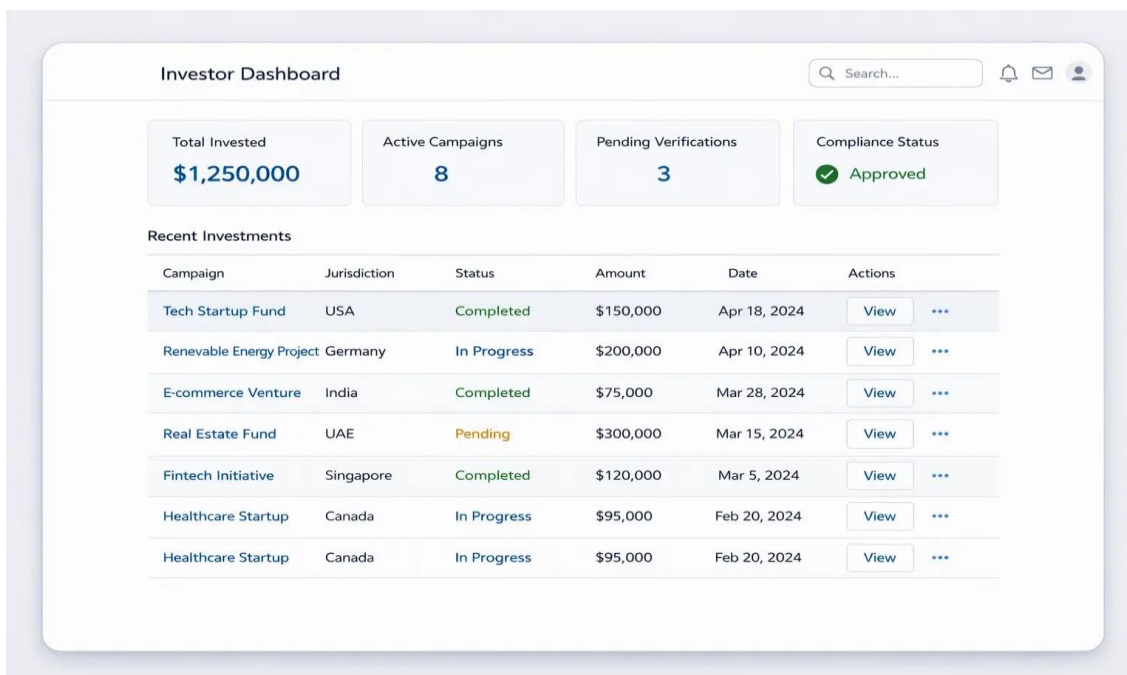 Investor Dashboard Search...
Total Invested Active Campaigns Pending Verifications Compliance Status
$1,250,000 8 3 Approved
Recent Investments
Campaign Jurisdiction Status Amount Date Actions
Tech Startup Fund USA Completed $150,000 Apr 18, 2024 View
Renevable Energy Project Germany In Progress $200,000 Apr 10, 2024 View
E-commerce Venture India Completed $75,000 Mar 28, 2024 View
Real Estate Fund UAE Pending $300,000 Mar 15, 2024 View
Fintech Initiative Singapore Completed $120,000 Mar 5, 2024 View
Healthcare Startup Canada In Progress $95,000 Feb 20, 2024 View
Healthcare Startup Canada In Progress $95,000 Feb 20, 2024 View